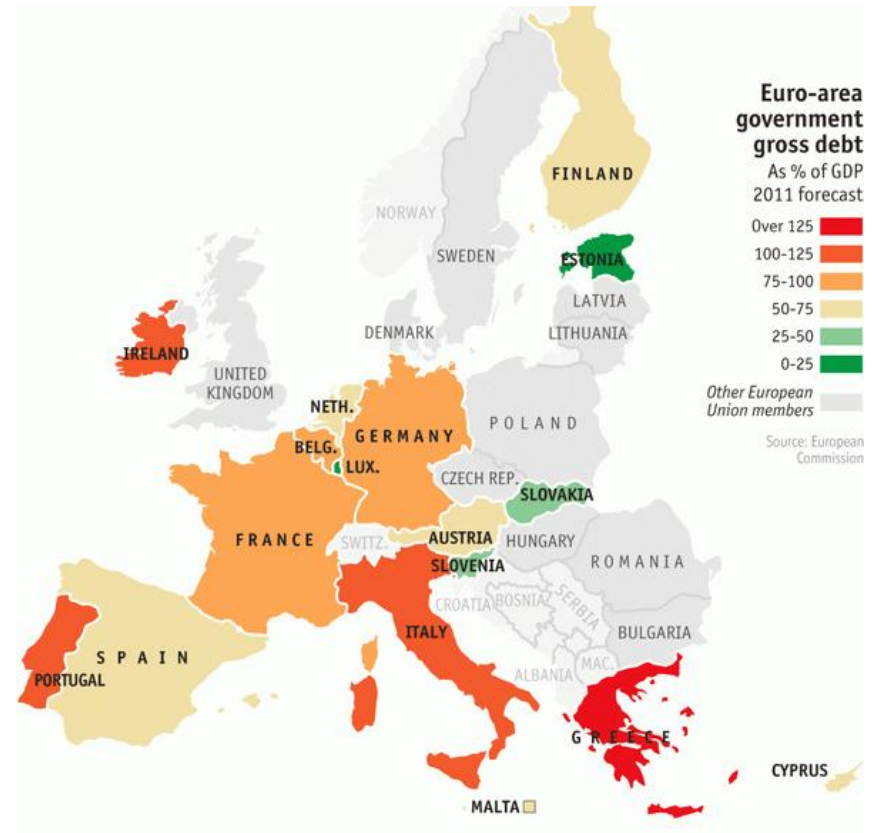 Euro-area
government
gross debt
As % of GDP
2011 forecast
Over 125
100-125
75-100
50-75
25-50
0-25
Other European
Union members
Source: European
Commission
FINLAND
NORWAY
SWEDEN
ESTONIA
LATVIA
LITHUANIA
DENMARK
IRELAND
UNITED
KINGDOM
NETH.
BELG.
GERMANY
POLAND
LUX.
CZECH REP.
SLOVAKIA
FRANCE
SWITZ.
AUSTRIA
HUNGARY
SLOVENIA
ROMANIA
CROATIA
BOSNIA
SERBIA
ITALY
BULGARIA
SPAIN
PORTUGAL
ALBANIA
MAC.
GREECE
CYPRUS
MALTA